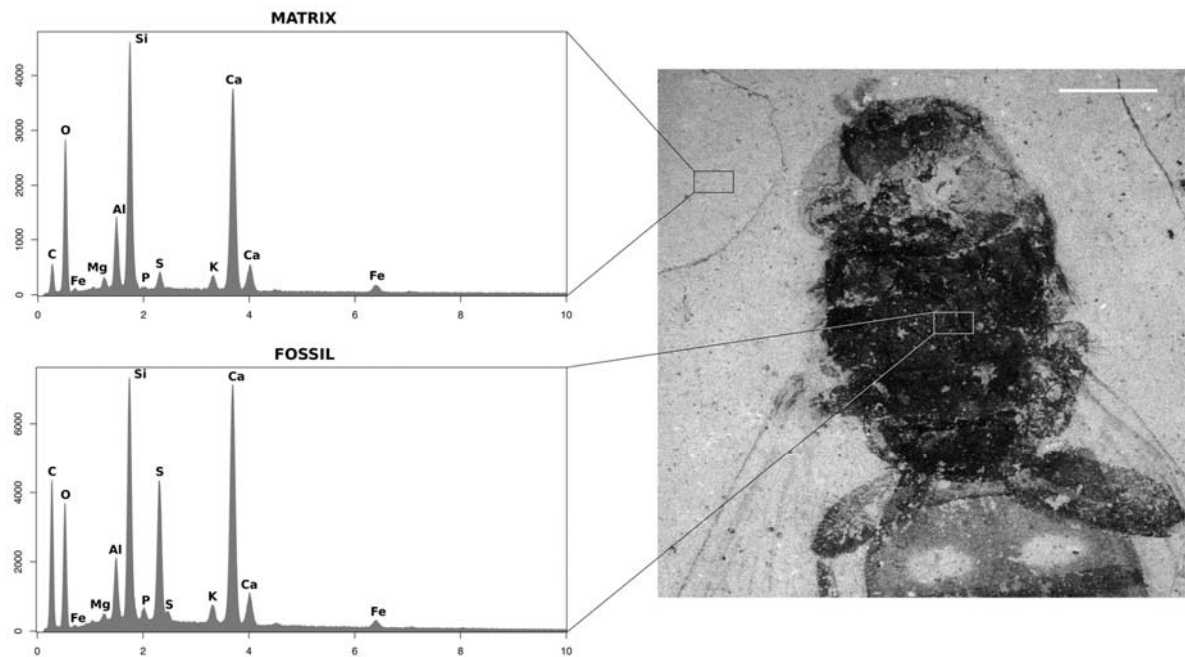 MATRIX
Si
Ca
O
Al
C
Fe
Mg
P
S
K
Ca
Fe
0
1000
2000
3000
4000
0 2 4 6 8 10
FOSSIL
Si
Ca
C
S
O
Al
Fe
Mg
P
S
K
Ca
Fe
0
2000
4000
6000
0 2 4 6 8 10